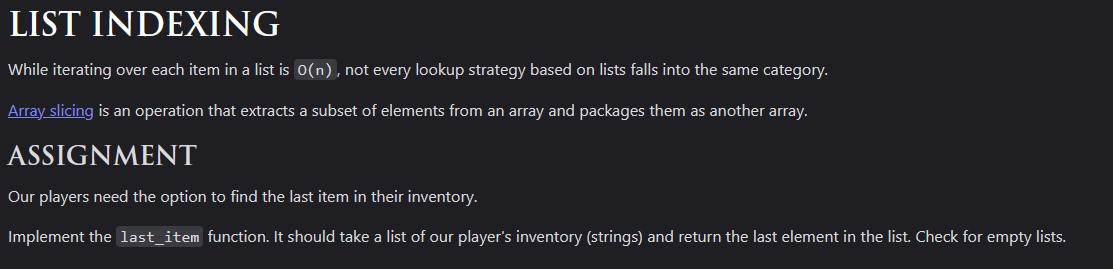 LIST INDEXING
While iterating over each item in a list is O(n), not every lookup strategy based on lists falls into the same category.
Array slicing is an operation that extracts a subset of elements from an array and packages them as another array.
ASSIGNMENT
Our players need the option to find the last item in their inventory.
Implement the last_item function. It should take a list of our player's inventory (strings) and return the last element in the list. Check for empty lists.